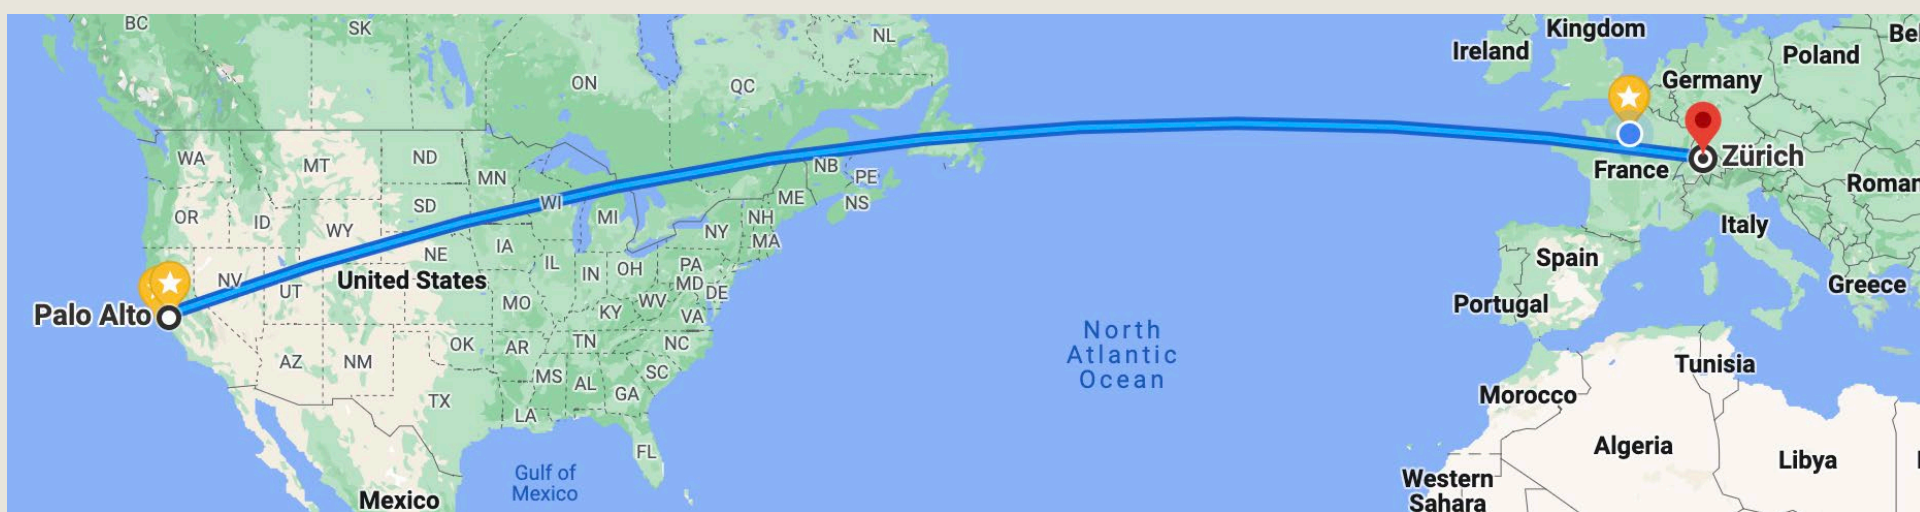 BC
SK
NL
Kingdom
Ireland
Poland
Bel
ON
QC
Germany
WA
MT
ND
MN
NB
PE
Zürich
France
Roman
OR
ID
SD
WI
MI
ME
NS
WY
NH
NY
MA
Italy
NE
IA
NV
UT
United States
IL
IN
OH
PA
MD
DE
Spain
Greece
Palo Alto
MO
KY
WV
VA
Portugal
North
Atlantic
Ocean
AZ
NM
OK
AR
TN
NC
Tunisia
MS
AL
SC
GA
TX
LA
Morocco
FL
Algeria
Libya
Gulf of
Mexico
Mexico
Western
Sahara